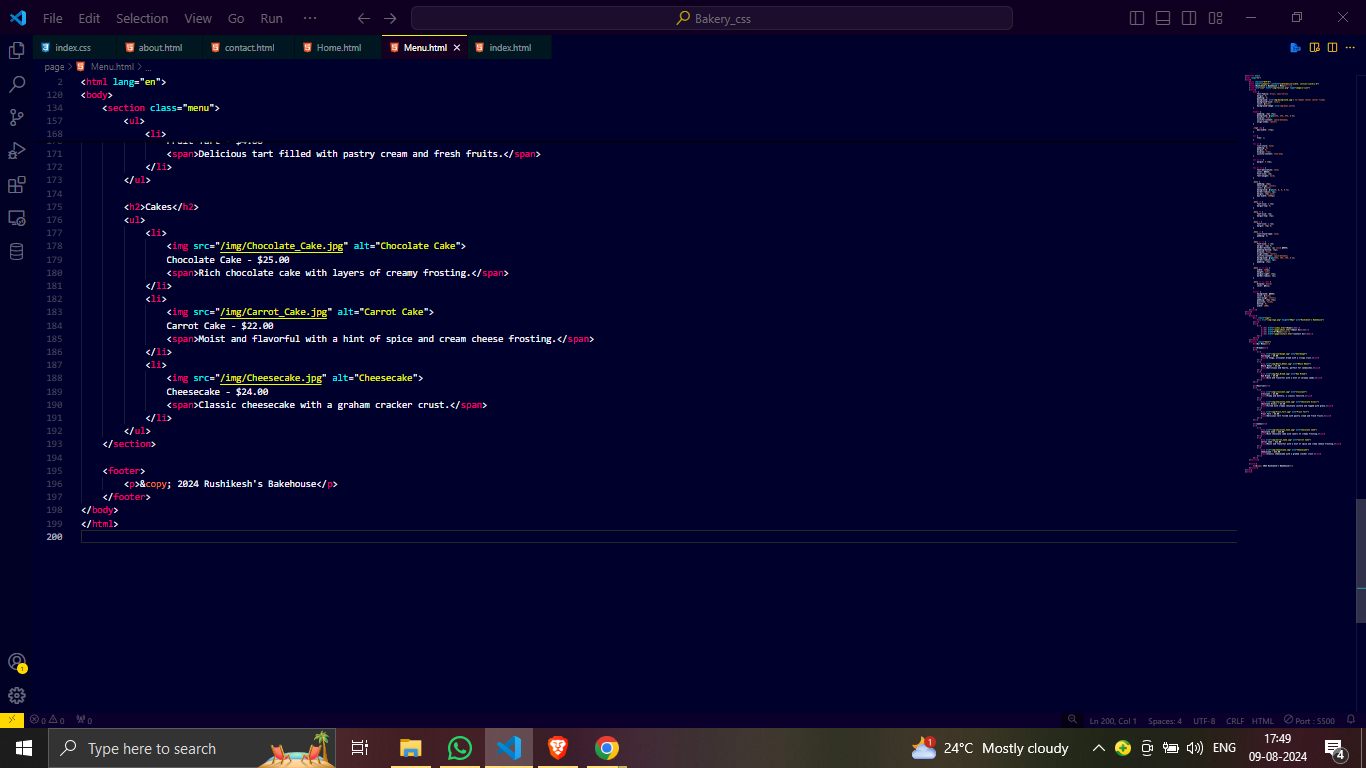 File Edit Selection View Go Run ··· Bakery_css
index.css about.html contact.html Home.html Menu.html index.html
page > Menu.html > ...
2 <html lang="en">
120 <body>
134 <section class="menu">
157 <ul>
168 <li>
171 <span>Delicious tart filled with pastry cream and fresh fruits.</span>
172 </li>
173 </ul>
174
175 <h2>Cakes</h2>
176 <ul>
177 <li>
178 <img src="/img/Chocolate_Cake.jpg" alt="Chocolate Cake">
179 Chocolate Cake - $25.00
180 <span>Rich chocolate cake with layers of creamy frosting.</span>
181 </li>
182 <li>
183 <img src="/img/Carrot_Cake.jpg" alt="Carrot Cake">
184 Carrot Cake - $22.00
185 <span>Moist and flavorful with a hint of spice and cream cheese frosting.</span>
186 </li>
187 <li>
188 <img src="/img/Cheesecake.jpg" alt="Cheesecake">
189 Cheesecake - $24.00
190 <span>Classic cheesecake with a graham cracker crust.</span>
191 </li>
192 </ul>
193 </section>
194
195 <footer>
196 <p>&copy; 2024 Rushikesh's Bakehouse</p>
197 </footer>
198 </body>
199 </html>
200
1
0 0 0 Ln 200, Col 1 Spaces: 4 UTF-8 CRLF HTML Port : 5500
Type here to search 1 24°C Mostly cloudy ENG 17:49
09-08-2024 4